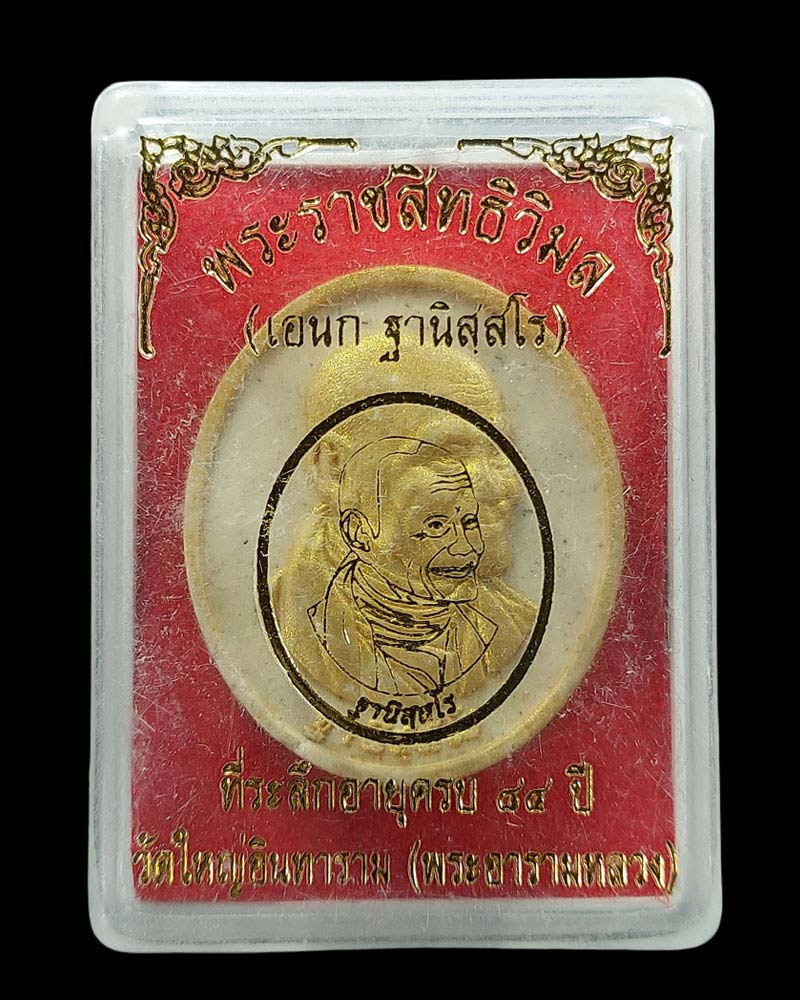 พระราชสิทธิวิมล
(เอนก ฐานิสฺสโร)
ฐานิสฺสโร
ที่ระลึกอายุครบ ๘๔ ปี
วัดใหญ่อินทาราม (พระอารามหลวง)